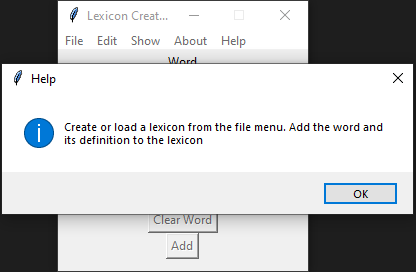 Lexicon Creat...
File Edit Show About Help
Word
Help
Create or load a lexicon from the file menu. Add the word and
its definition to the lexicon
OK
Clear Word
Add